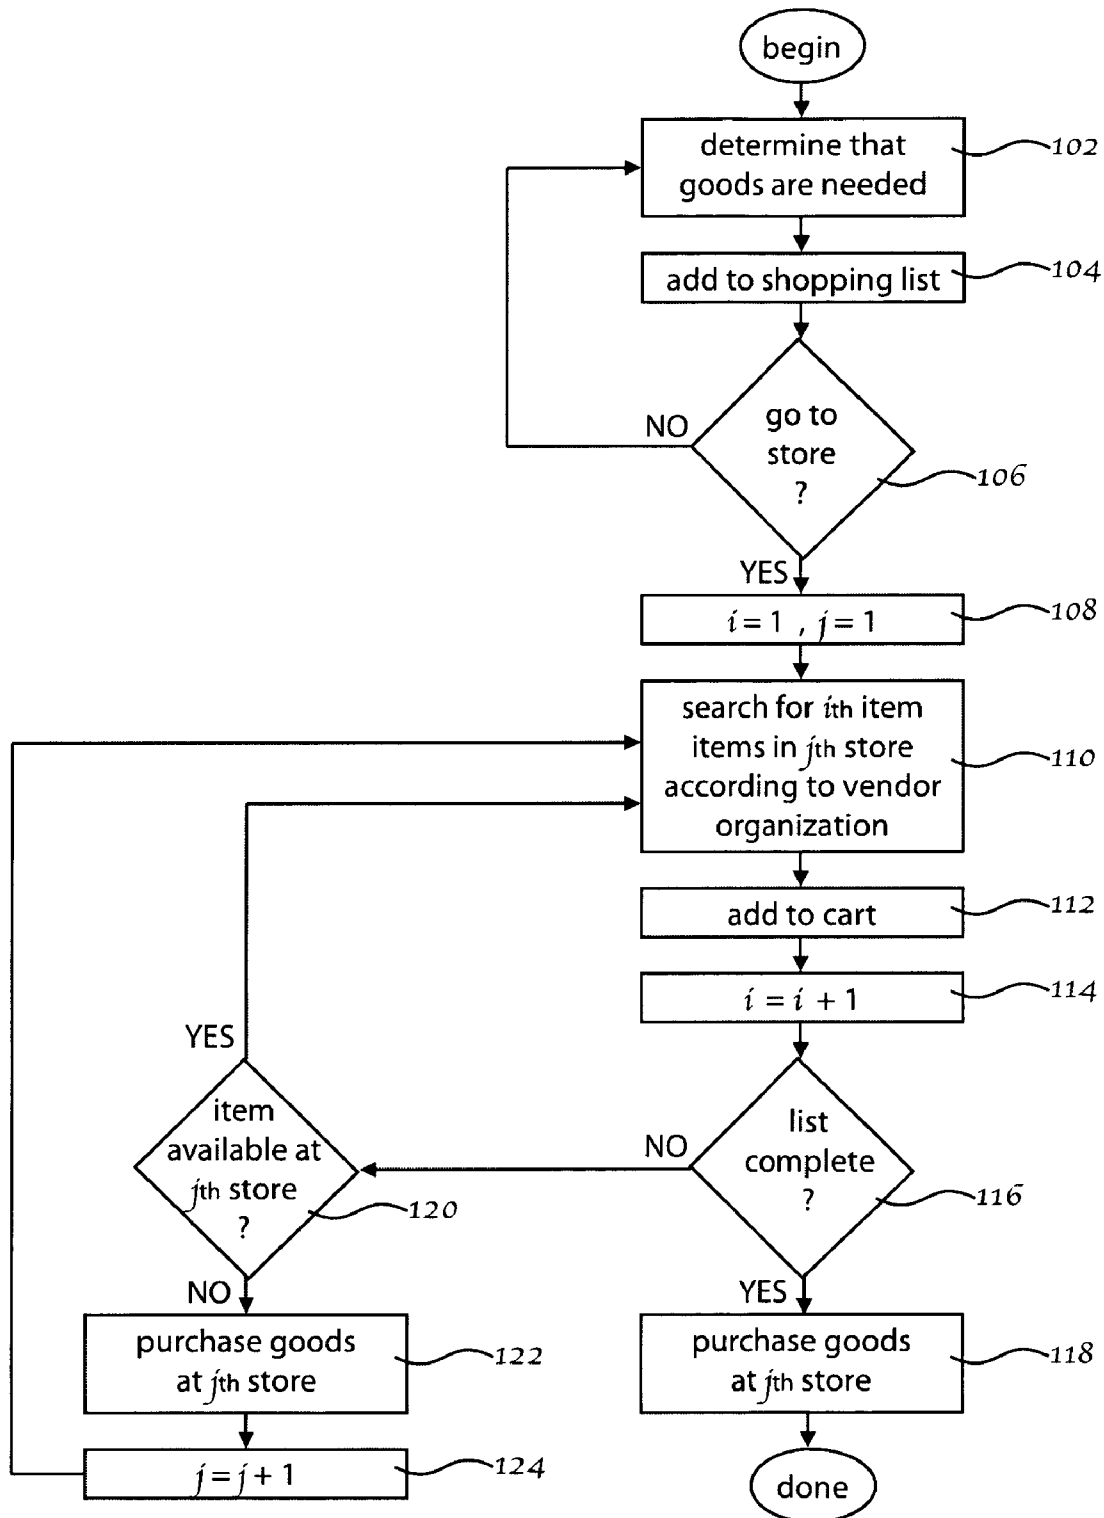 begin
determine that
goods are needed
102
add to shopping list
104
go to
store
?
106
NO
YES
i = 1 , j = 1
108
search for ith item
items in jth store
according to vendor
organization
110
add to cart
112
i = i + 1
114
list
complete
?
116
NO
YES
item
available at
jth store
?
120
YES
NO
purchase goods
at jth store
122
j = j + 1
124
purchase goods
at jth store
118
done